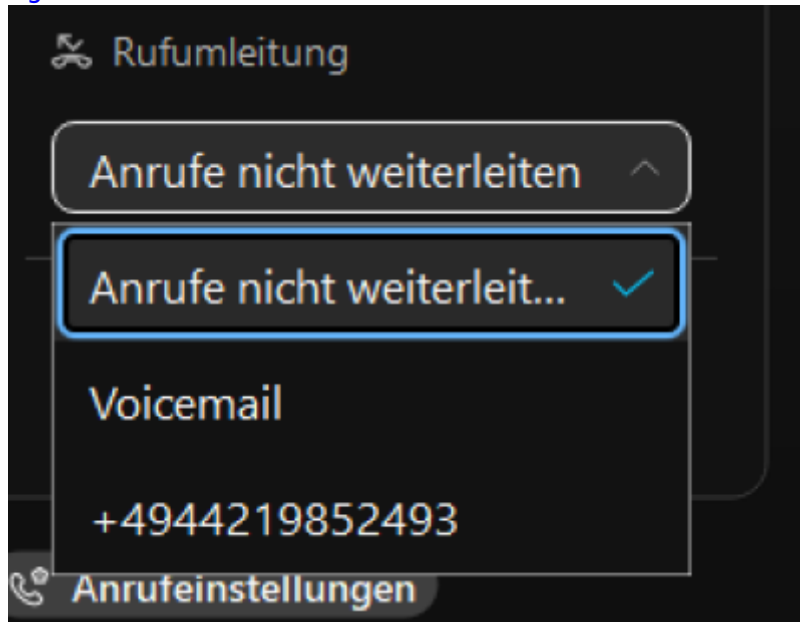 Rufumleitung
Anrufe nicht weiterleiten
Anrufe nicht weiterleit...
Voicemail
+4944219852493
Anrufeinstellungen